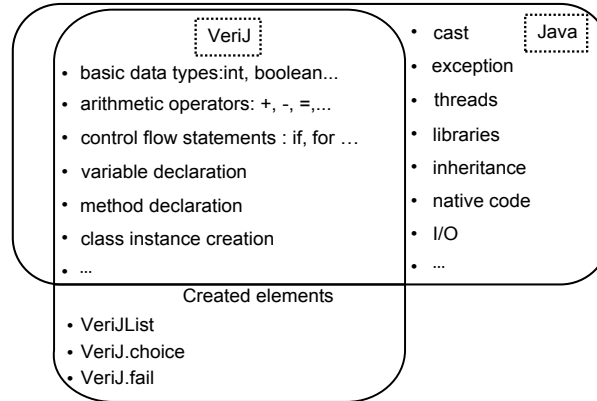 VeriJ
• basic data types:int, boolean...
• arithmetic operators: +, -, =,...
• control flow statements : if, for …
• variable declaration
• method declaration
• class instance creation
• ...
Java
• cast
• exception
• threads
• libraries
• inheritance
• native code
• I/O
• ...
Created elements
• VeriJList
• VeriJ.choice
• VeriJ.fail